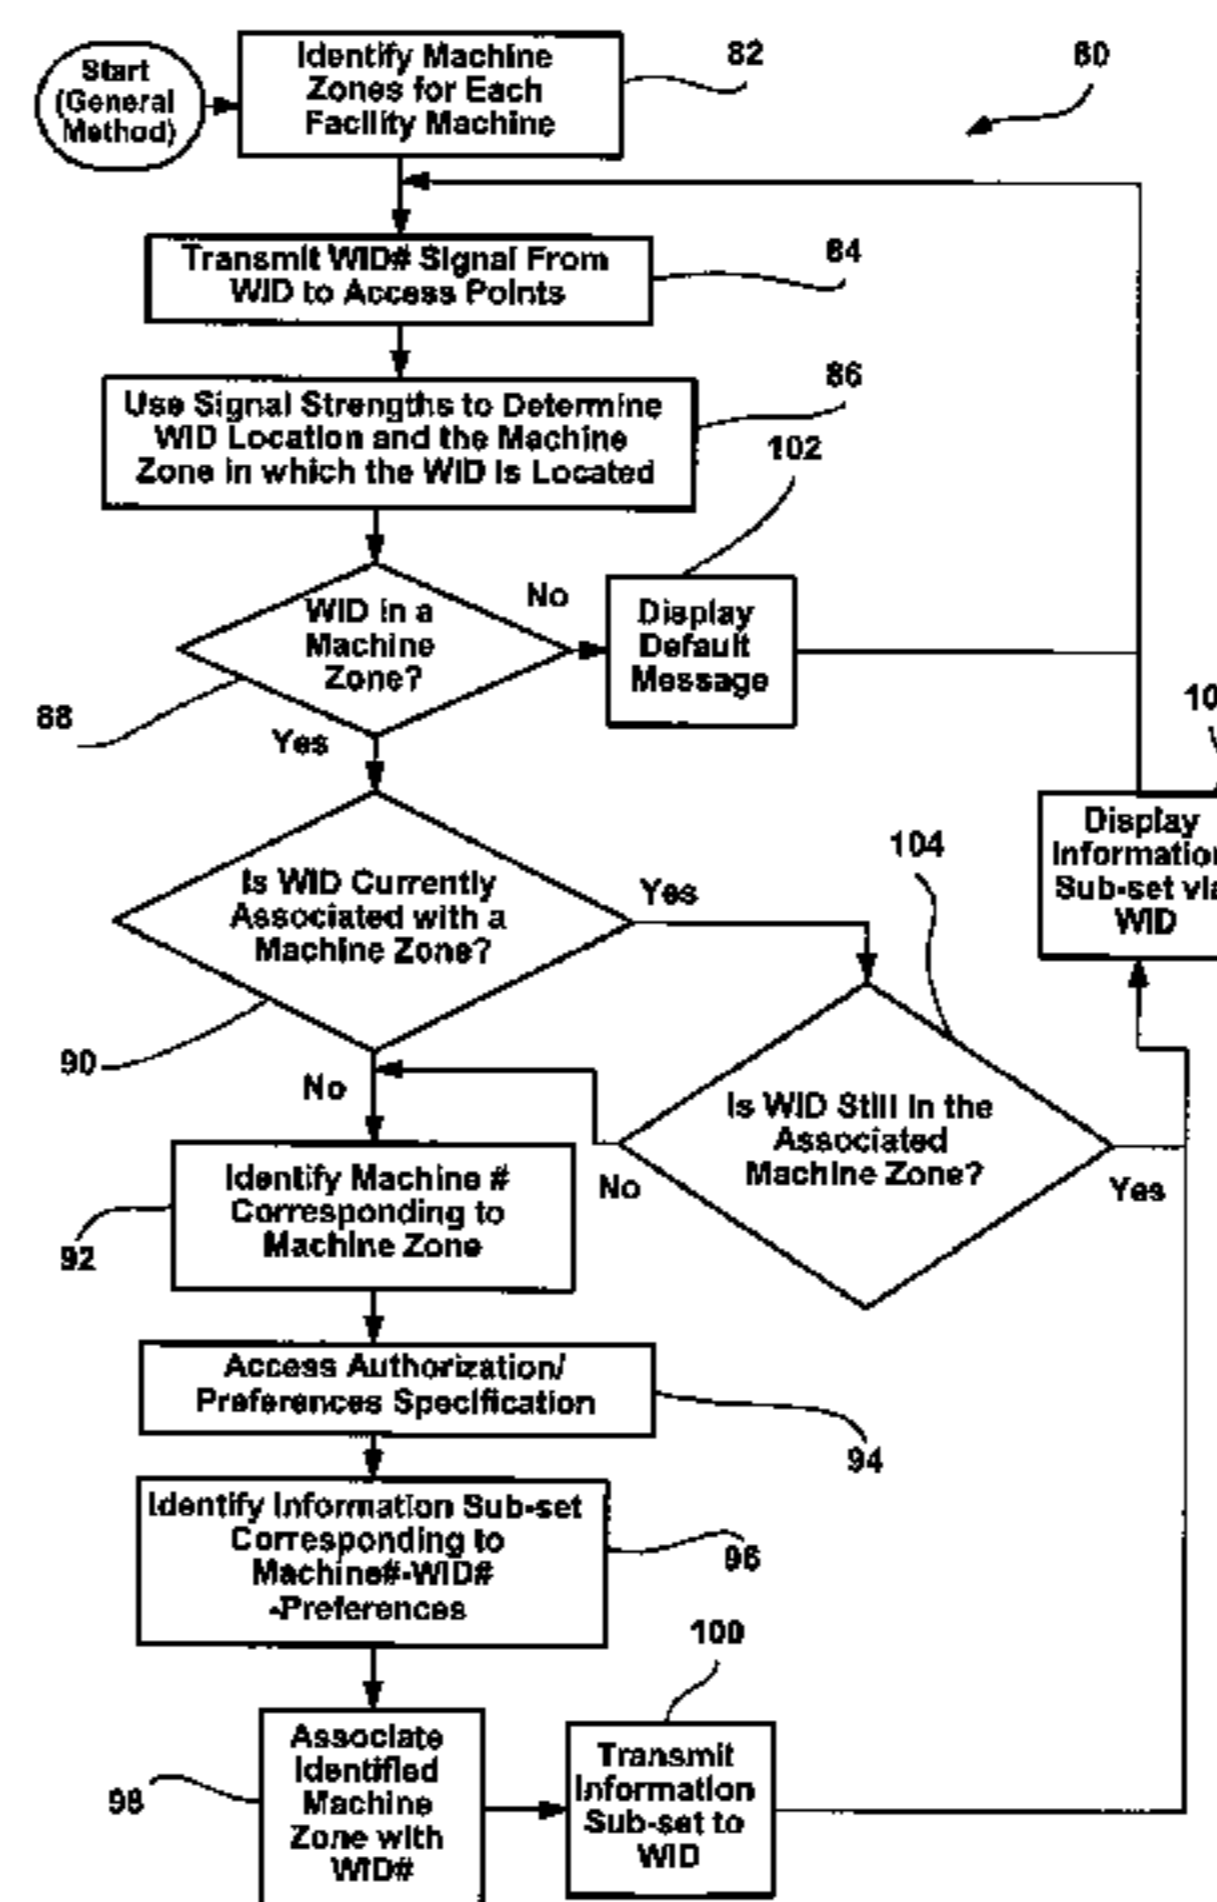 Start
(General
Method)
Identify Machine
Zones for Each
Facility Machine
82
80
Transmit WID# Signal From
WID to Access Points
84
Use Signal Strengths to Determine
WID Location and the Machine
Zone in which the WID is Located
86
102
WID in a
Machine
Zone?
No
Display
Default
Message
88
Yes
10
Display
Information
Sub-set via
WID
104
Is WID Currently
Associated with a
Machine Zone?
Yes
90
No
Is WID Still in the
Associated
Machine Zone?
No
Yes
Identify Machine #
Corresponding to
Machine Zone
92
Access Authorization/
Preferences Specification
94
Identify Information Sub-set
Corresponding to
Machine#-WID#
-Preferences
96
100
Associate
Identified
Machine
Zone with
WID#
98
Transmit
Information
Sub-set to
WID